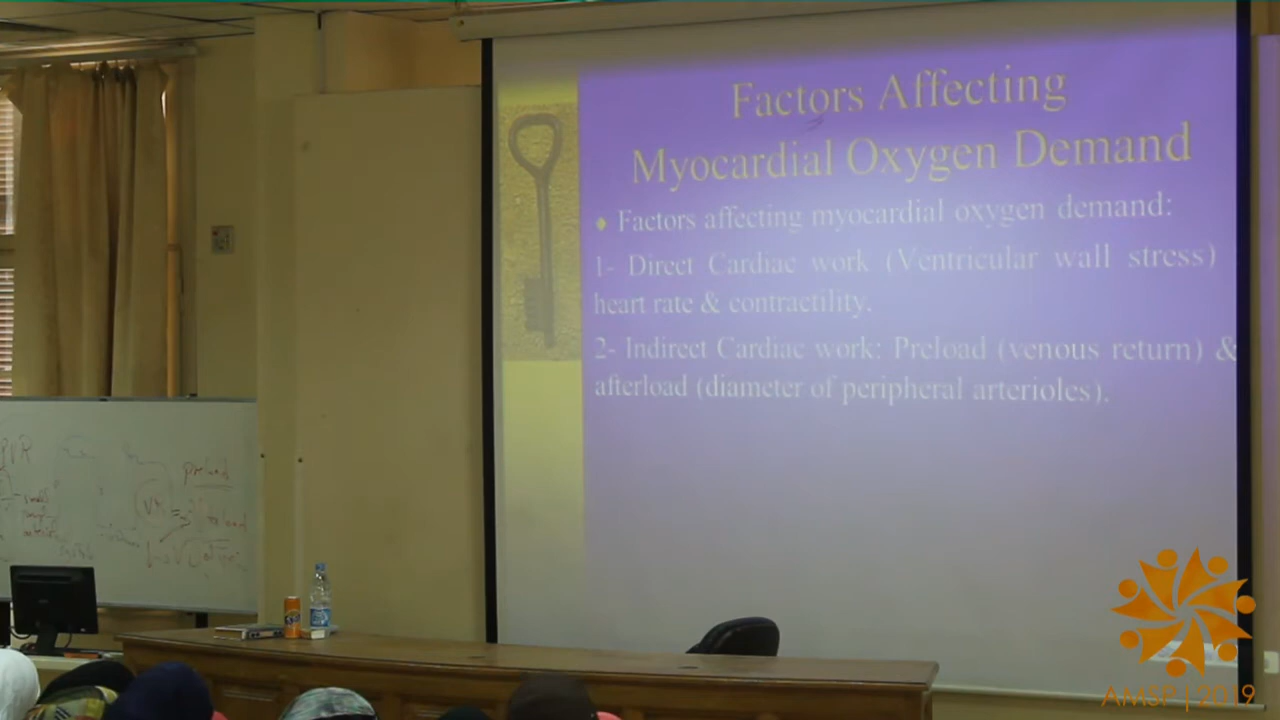 Factors Affecting
Myocardial Oxygen Demand
♦ Factors affecting myocardial oxygen demand:
1- Direct Cardiac work (Ventricular wall stress)
heart rate & contractility.
2- Indirect Cardiac work: Preload (venous return) &
afterload (diameter of peripheral arterioles).
preload
AMSP | 2019